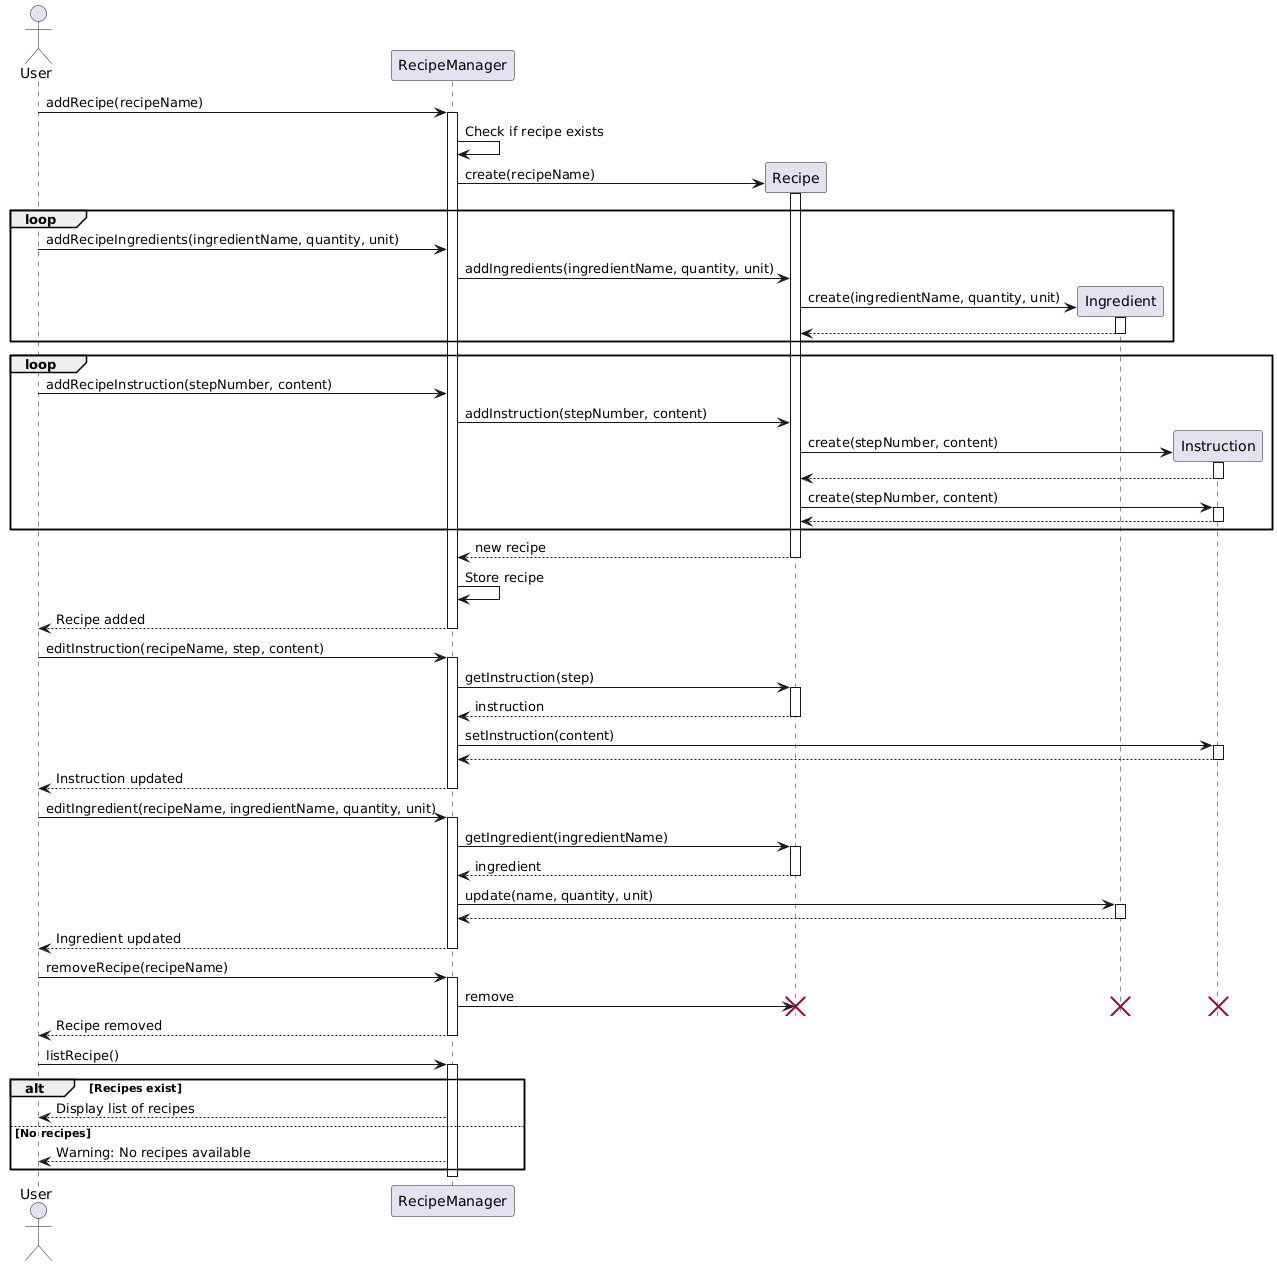 User
RecipeManager
addRecipe(recipeName)
Check if recipe exists
create(recipeName)
Recipe
loop
addRecipeIngredients(ingredientName, quantity, unit)
addIngredients(ingredientName, quantity, unit)
create(ingredientName, quantity, unit)
Ingredient
loop
addRecipeInstruction(stepNumber, content)
addInstruction(stepNumber, content)
create(stepNumber, content)
Instruction
create(stepNumber, content)
new recipe
Store recipe
Recipe added
editInstruction(recipeName, step, content)
getInstruction(step)
instruction
setInstruction(content)
Instruction updated
editIngredient(recipeName, ingredientName, quantity, unit)
getIngredient(ingredientName)
ingredient
update(name, quantity, unit)
Ingredient updated
removeRecipe(recipeName)
remove
Recipe removed
listRecipe()
alt [Recipes exist]
Display list of recipes
[No recipes]
Warning: No recipes available
User
RecipeManager